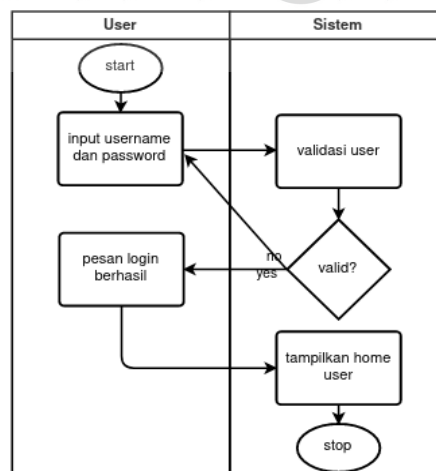 User
Sistem
start
input username
dan password
validasi user
no
yes
valid?
pesan login
berhasil
tampilkan home
user
stop